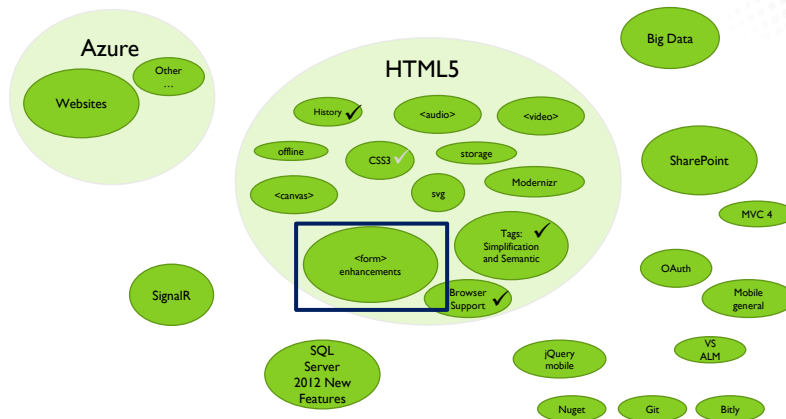 Azure
Websites
Other
…
HTML5
History
<audio>
<video>
offline
CSS3
storage
Modernizr
<canvas>
svg
<form>
enhancements
Tags:
Simplification
and Semantic
Browser
Support
Big Data
SharePoint
MVC 4
OAuth
Mobile
general
SignalR
SQL
Server
2012 New
Features
jQuery
mobile
VS
ALM
Nuget
Git
Bitly